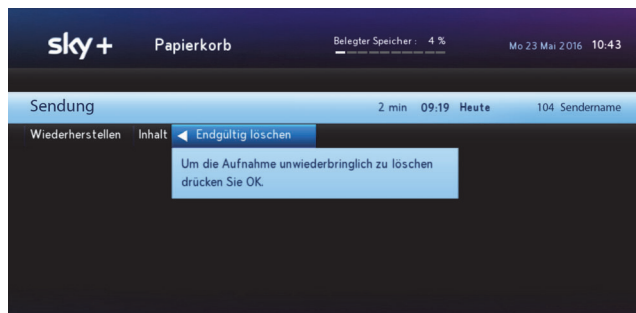 sky+ Papierkorb Belegter Speicher : 4 % Mo 23 Mai 2016 10:43
Sendung 2 min 09:19 Heute 104 Sendername
Wiederherstellen Inhalt Endgültig löschen
Um die Aufnahme unwiederbringlich zu löschen
drücken Sie OK.